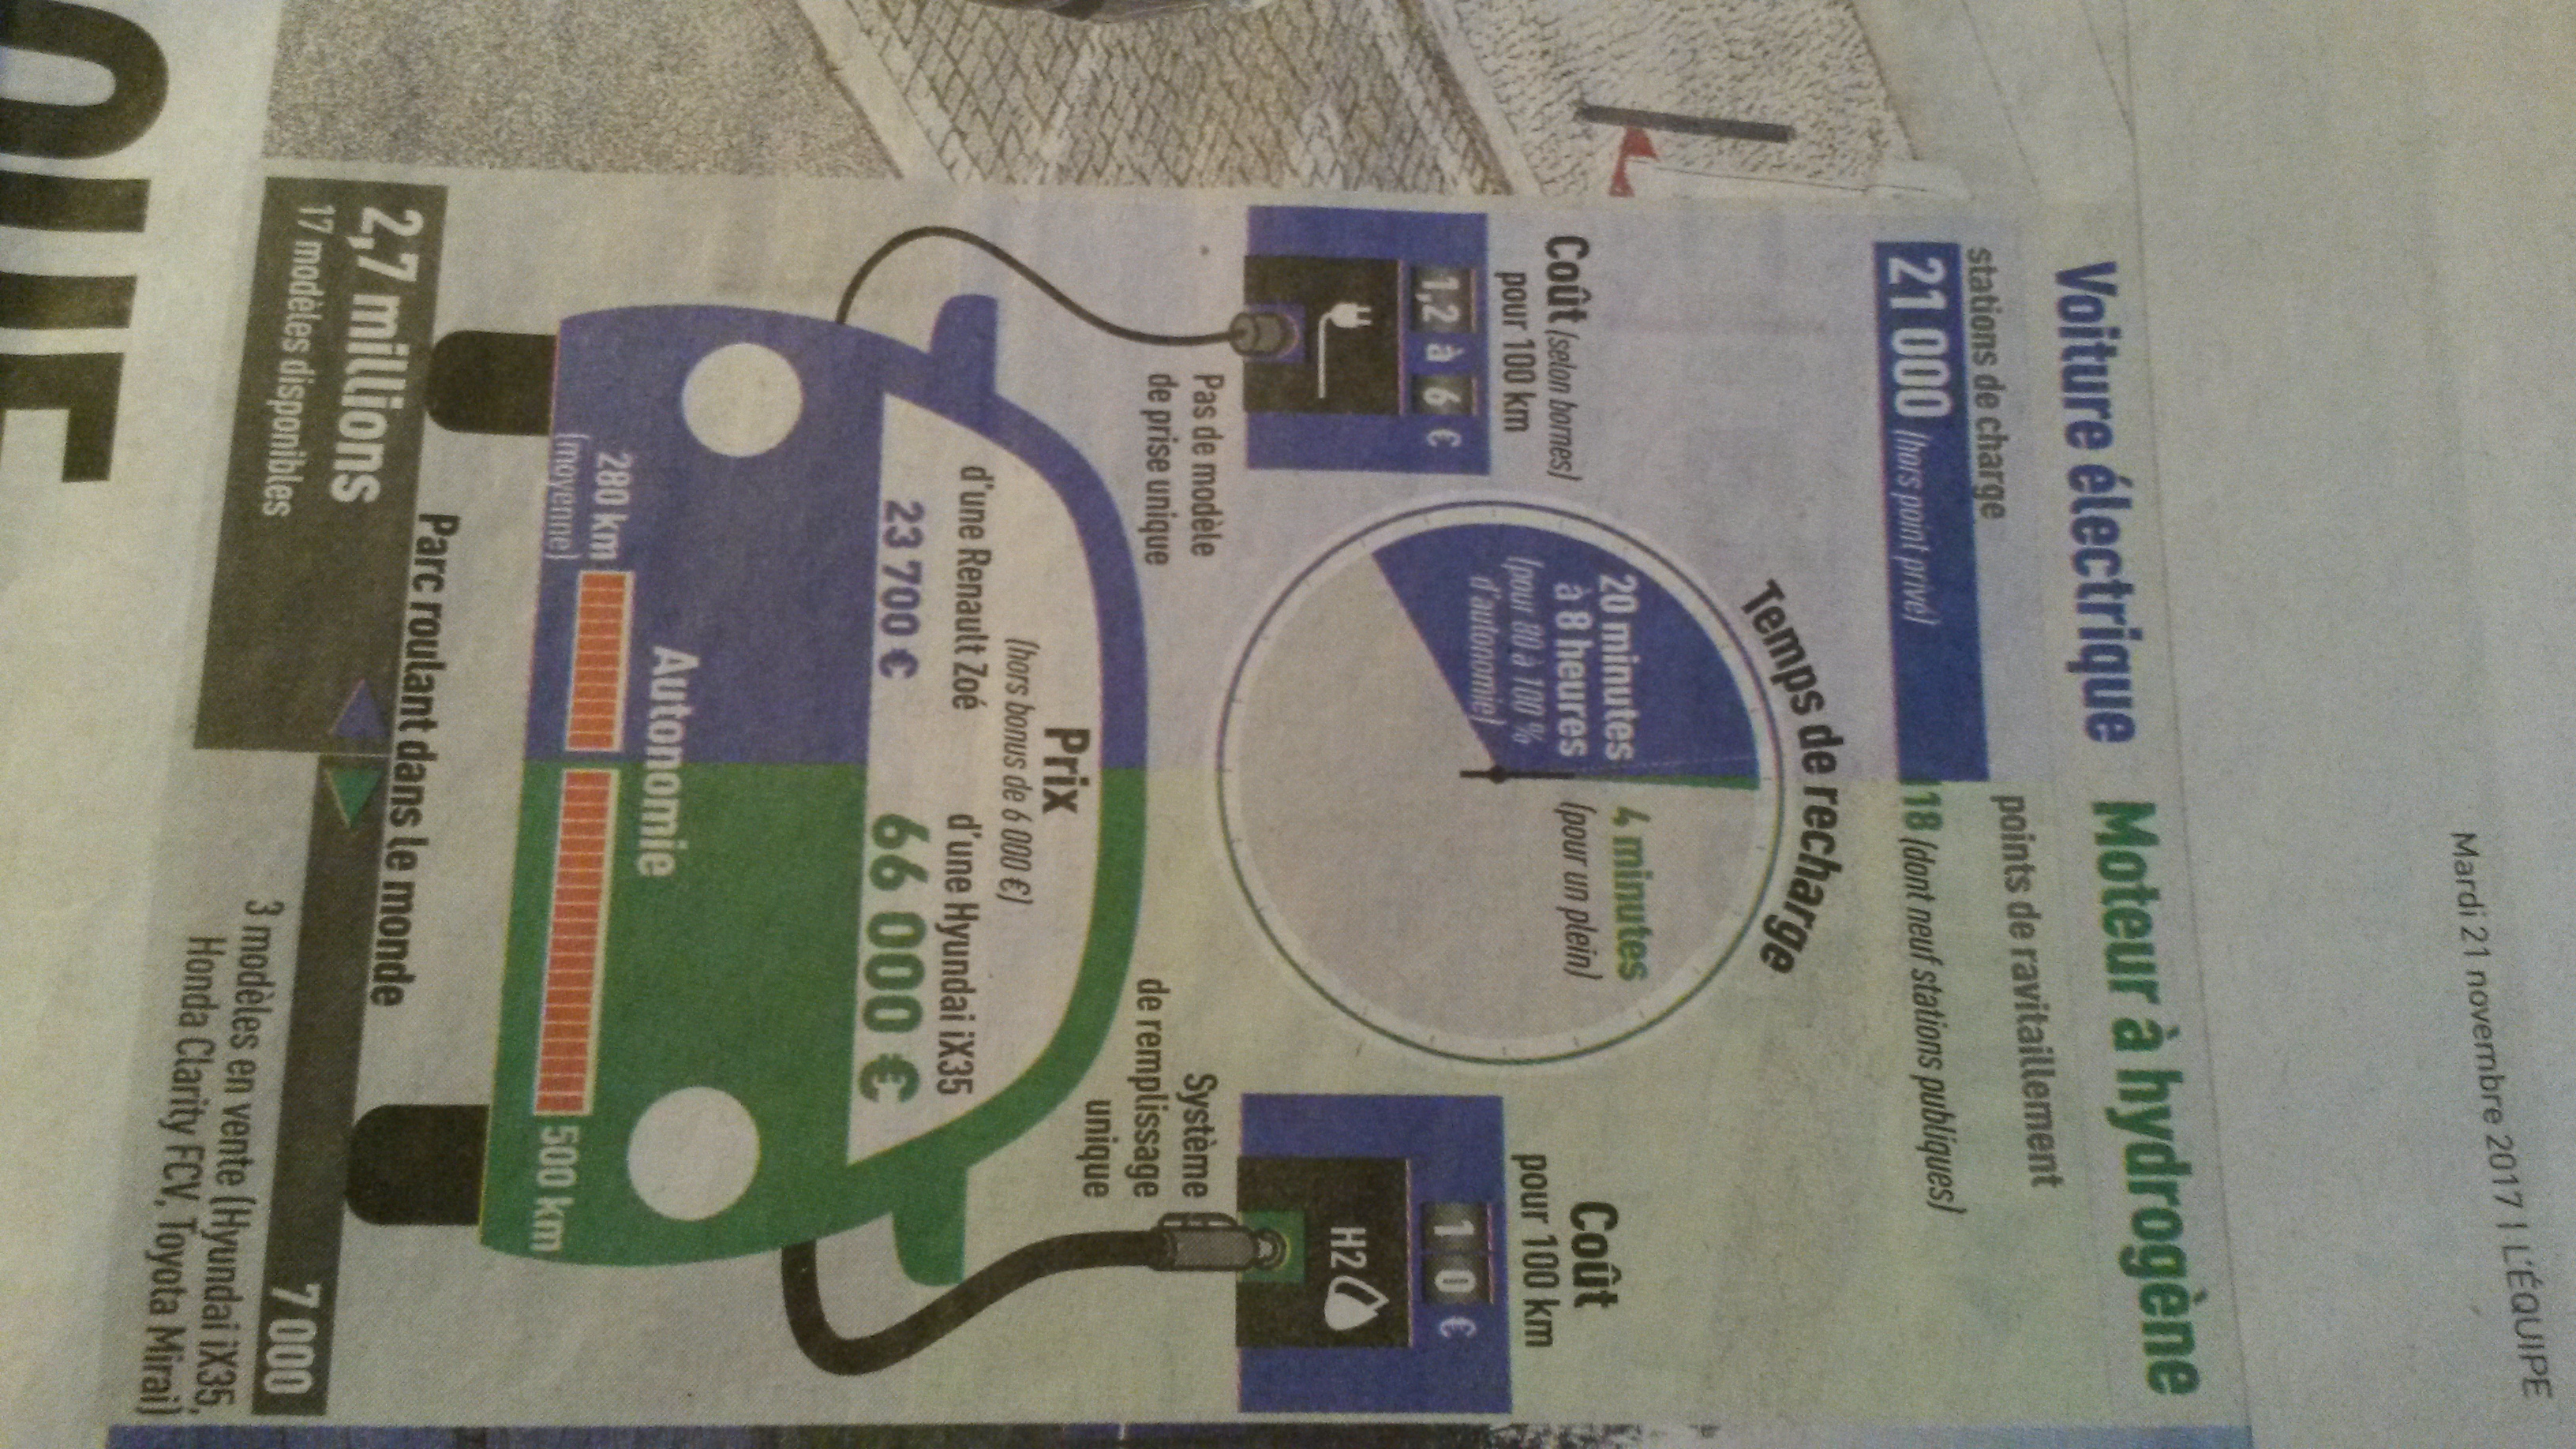 Mardi 21 novembre 2017 | L'ÉQUIPE
Voiture électrique
Moteur à hydrogène
stations de charge
21 000 (hors point privé)
points de ravitaillement
18 (dont neuf stations publiques)
Temps de recharge
20 minutes
à 8 heures
(pour 80 à 100 %
d'autonomie)
4 minutes
(pour un plein)
Coût (selon bornes)
pour 100 km
1,2 à 6 €
Pas de modèle
de prise unique
Coût
pour 100 km
10 €
H2
Système
de remplissage
unique
Prix
(hors bonus de 6 000 €)
d'une Renault Zoé
23 700 €
d'une Hyundai iX35
66 000 €
Autonomie
280 km
(moyenne)
500 km
Parc roulant dans le monde
2,7 millions
17 modèles disponibles
7 000
3 modèles en vente (Hyundai iX35,
Honda Clarity FCV, Toyota Mirai)